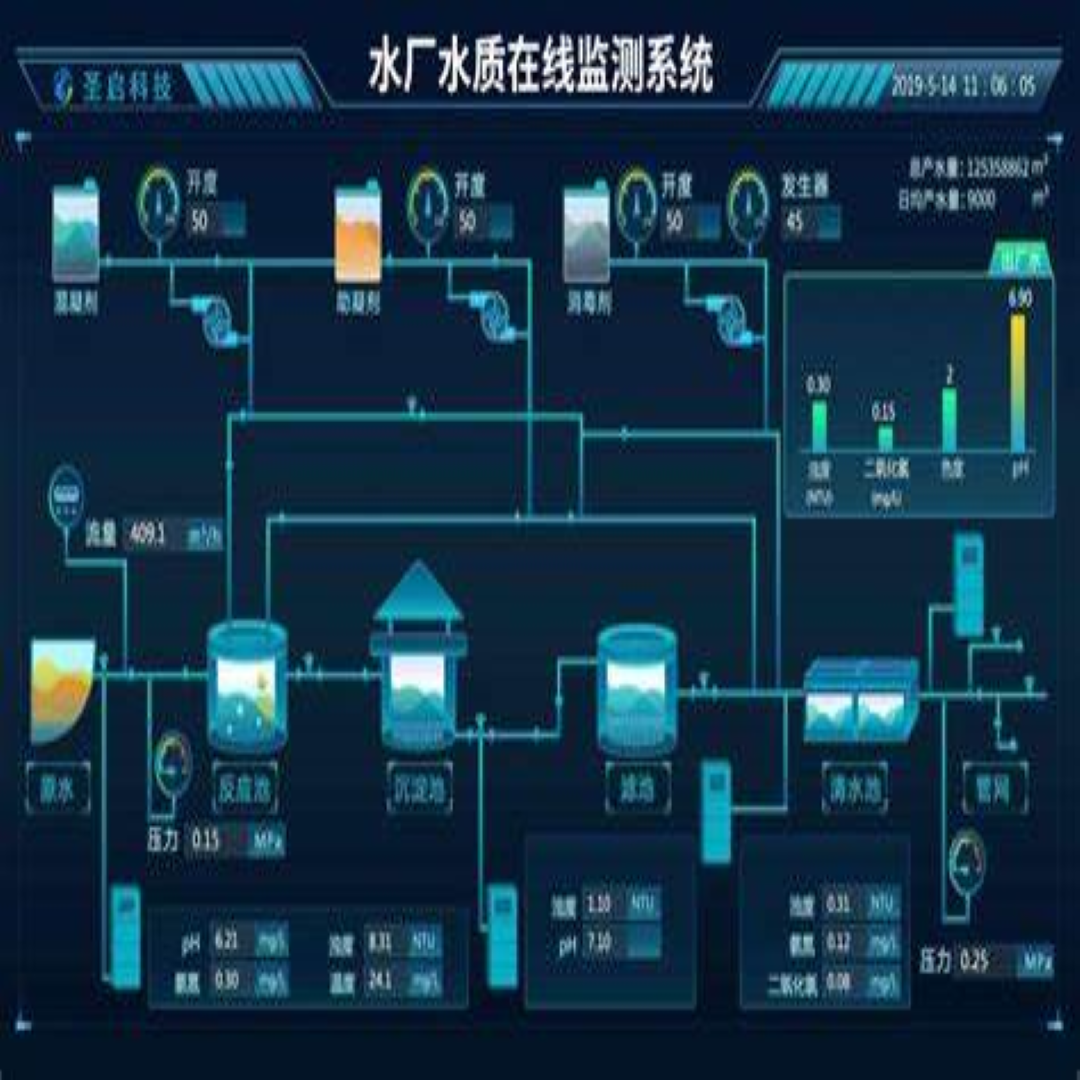 水厂水质在线监测系统
圣启科技
2019-5-14 11:06:05
总产水量:125358862 m³
日均产水量:9000 m³
开度
50
开度
50
开度
50
发生器
45
混凝剂
助凝剂
消毒剂
出厂水
0.30
0.15
2
6.90
浊度
(NTU)
二氧化氯
(mg/L)
色度
pH
流量 409.1 m³/h
原水
反应池
沉淀池
滤池
清水池
管网
压力 0.15 MPa
pH 6.21 mg/L
浊度 8.31 NTU
氨氮 0.30 mg/L
温度 24.1 mg/L
浊度 1.10 NTU
pH 7.10
浊度 0.31 NTU
氨氮 0.12 mg/L
二氧化氯 0.08 mg/L
压力 0.25 MPa